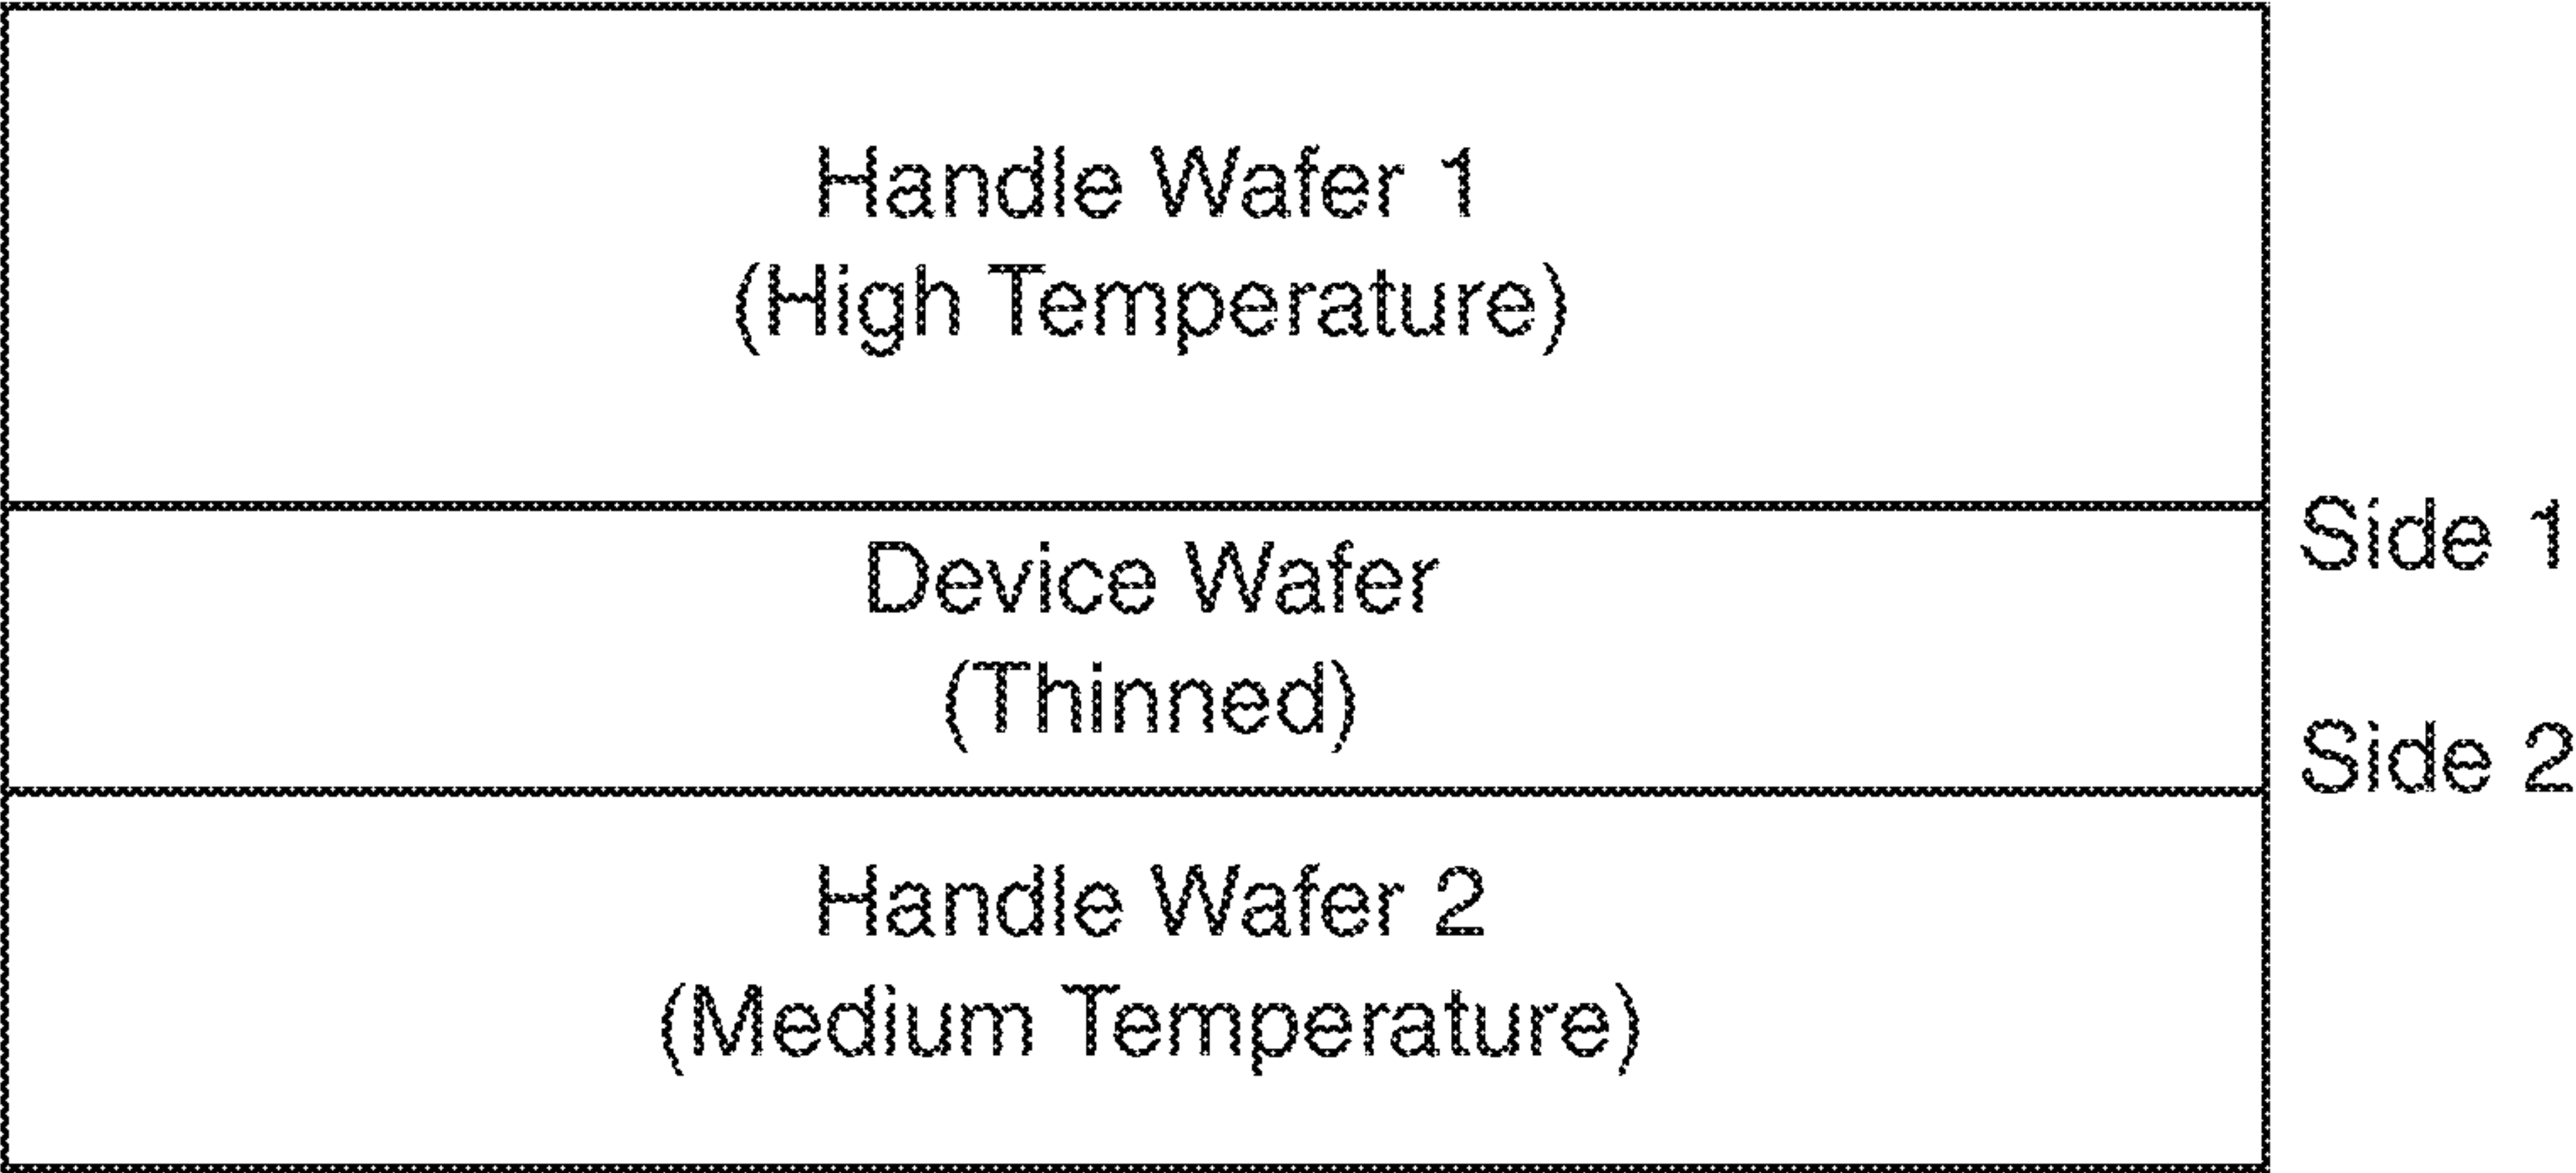 Handle Wafer 1
(High Temperature)
Side 1
Device Wafer
(Thinned)
Side 2
Handle Wafer 2
(Medium Temperature)